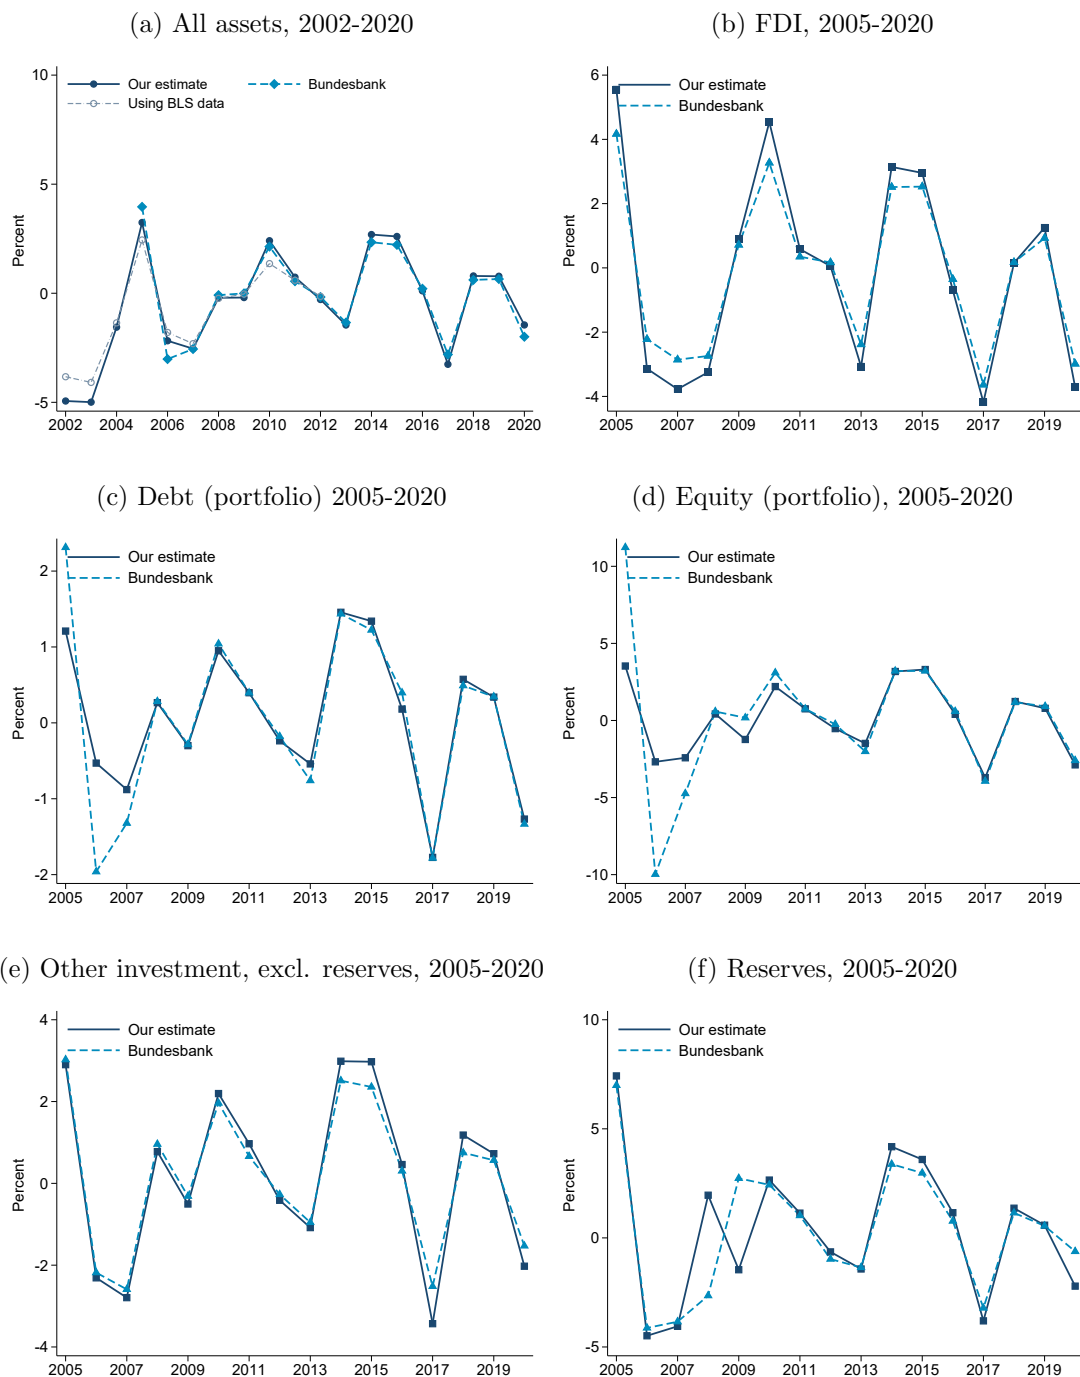 (a) All assets, 2002-2020
10
5
0
-5
Percent
Our estimate
Bundesbank
Using BLS data
2002 2004 2006 2008 2010 2012 2014 2016 2018 2020
(b) FDI, 2005-2020
6
4
2
0
-2
-4
Percent
Our estimate
Bundesbank
2005 2007 2009 2011 2013 2015 2017 2019
(c) Debt (portfolio) 2005-2020
2
1
0
-1
-2
Percent
Our estimate
Bundesbank
2005 2007 2009 2011 2013 2015 2017 2019
(d) Equity (portfolio), 2005-2020
10
5
0
-5
-10
Percent
Our estimate
Bundesbank
2005 2007 2009 2011 2013 2015 2017 2019
(e) Other investment, excl. reserves, 2005-2020
4
2
0
-2
-4
Percent
Our estimate
Bundesbank
2005 2007 2009 2011 2013 2015 2017 2019
(f) Reserves, 2005-2020
10
5
0
-5
Percent
Our estimate
Bundesbank
2005 2007 2009 2011 2013 2015 2017 2019